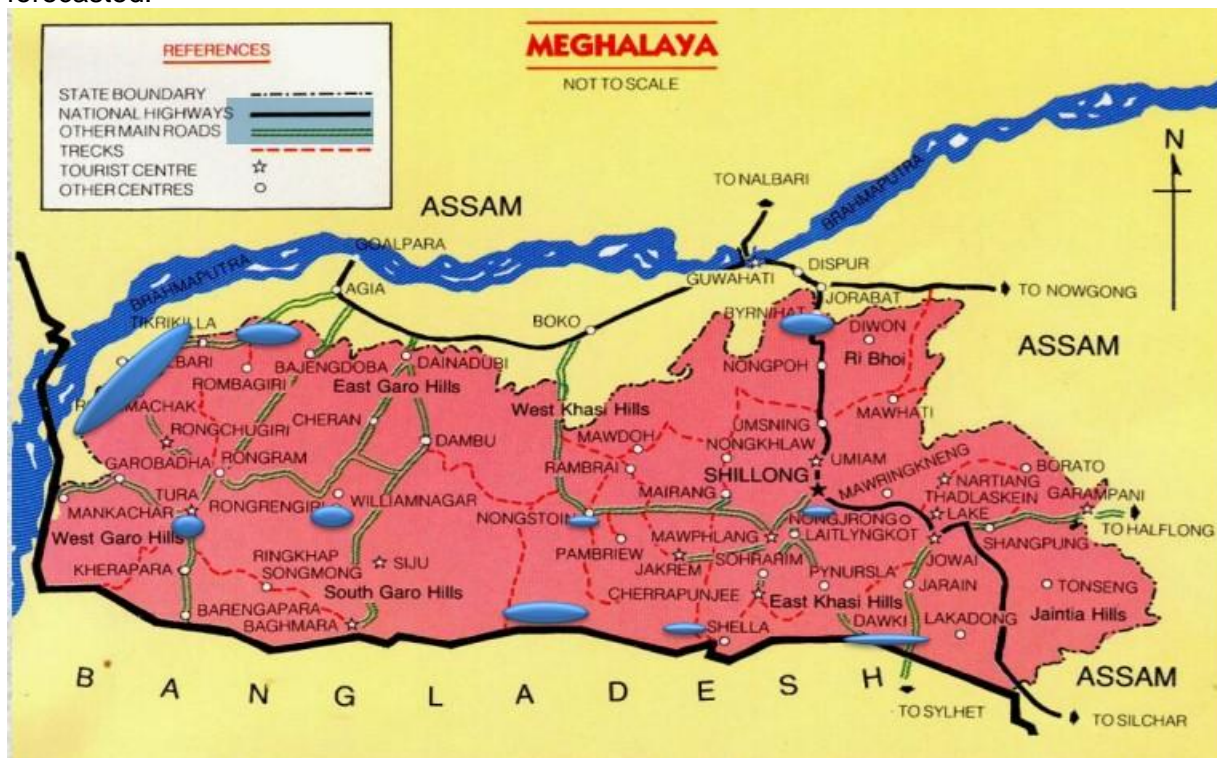 forecasted.
MEGHALAYA
NOT TO SCALE
REFERENCES
STATE BOUNDARY
NATIONAL HIGHWAYS
OTHER MAIN ROADS
TRECKS
TOURIST CENTRE
OTHER CENTRES
N
TO NALBARI
BRAHMAPUTRA
ASSAM
GOALPARA
DISPUR
GUWAHATI
BRAHMAPUTRA
AGIA
JORABAT
TO NOWGONG
BYRNIHAT
TIKRIKILLA
BOKO
DIWON
ASSAM
BAJENGDOBA
DAINADUBI
Ri Bhoi
ROMBAGIRI
East Garo Hills
NONGPOH
CHERAN
West Khasi Hills
MAWHATI
RONGCHUGIRI
UMSNING
MAWDOH
NONGKHLAW
DAMBU
GAROBADHA
RONGRAM
RAMBRAI
SHILLONG
UMIAM
MAWRINGKNENG
BORATO
NARTIANG
TURA
RONGRENGIRI
WILLIAMNAGAR
MAIRANG
THADLASKEIN
LAKE
GARAMPANI
MANKACHAR
NONGSTOIN
NONGJRONG
TO HALFLONG
West Garo Hills
MAWPHLANG
LAITLYNGKOT
SHANGPUNG
PAMBRIEW
JOWAI
RINGKHAP
SIJU
SOHRARIM
KHERAPARA
SONGMONG
JAKREM
PYNURSLA
JARAIN
TONSENG
South Garo Hills
CHERRAPUNJEE
East Khasi Hills
Jaintia Hills
BARENGAPARA
BAGHMARA
SHELLA
DAWKI
LAKADONG
BANGLADESH
ASSAM
TO SYLHET
TO SILCHAR